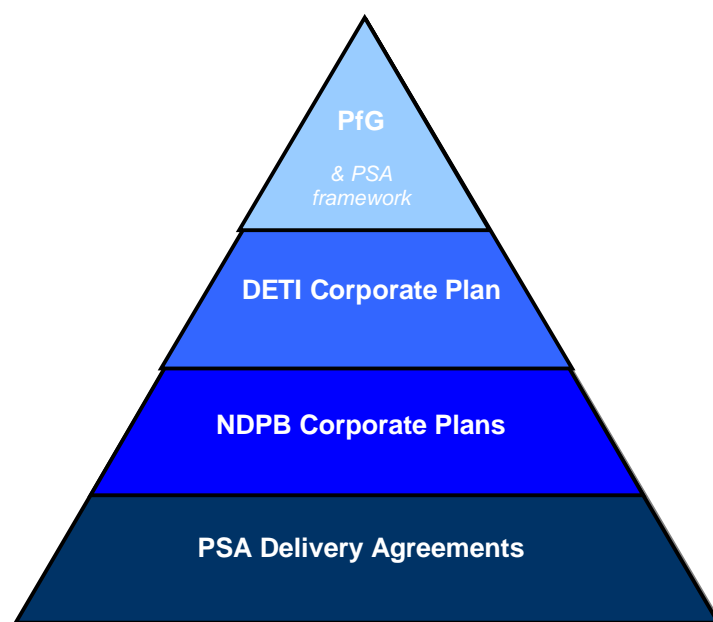 PfG
& PSA
framework
DETI Corporate Plan
NDPB Corporate Plans
PSA Delivery Agreements